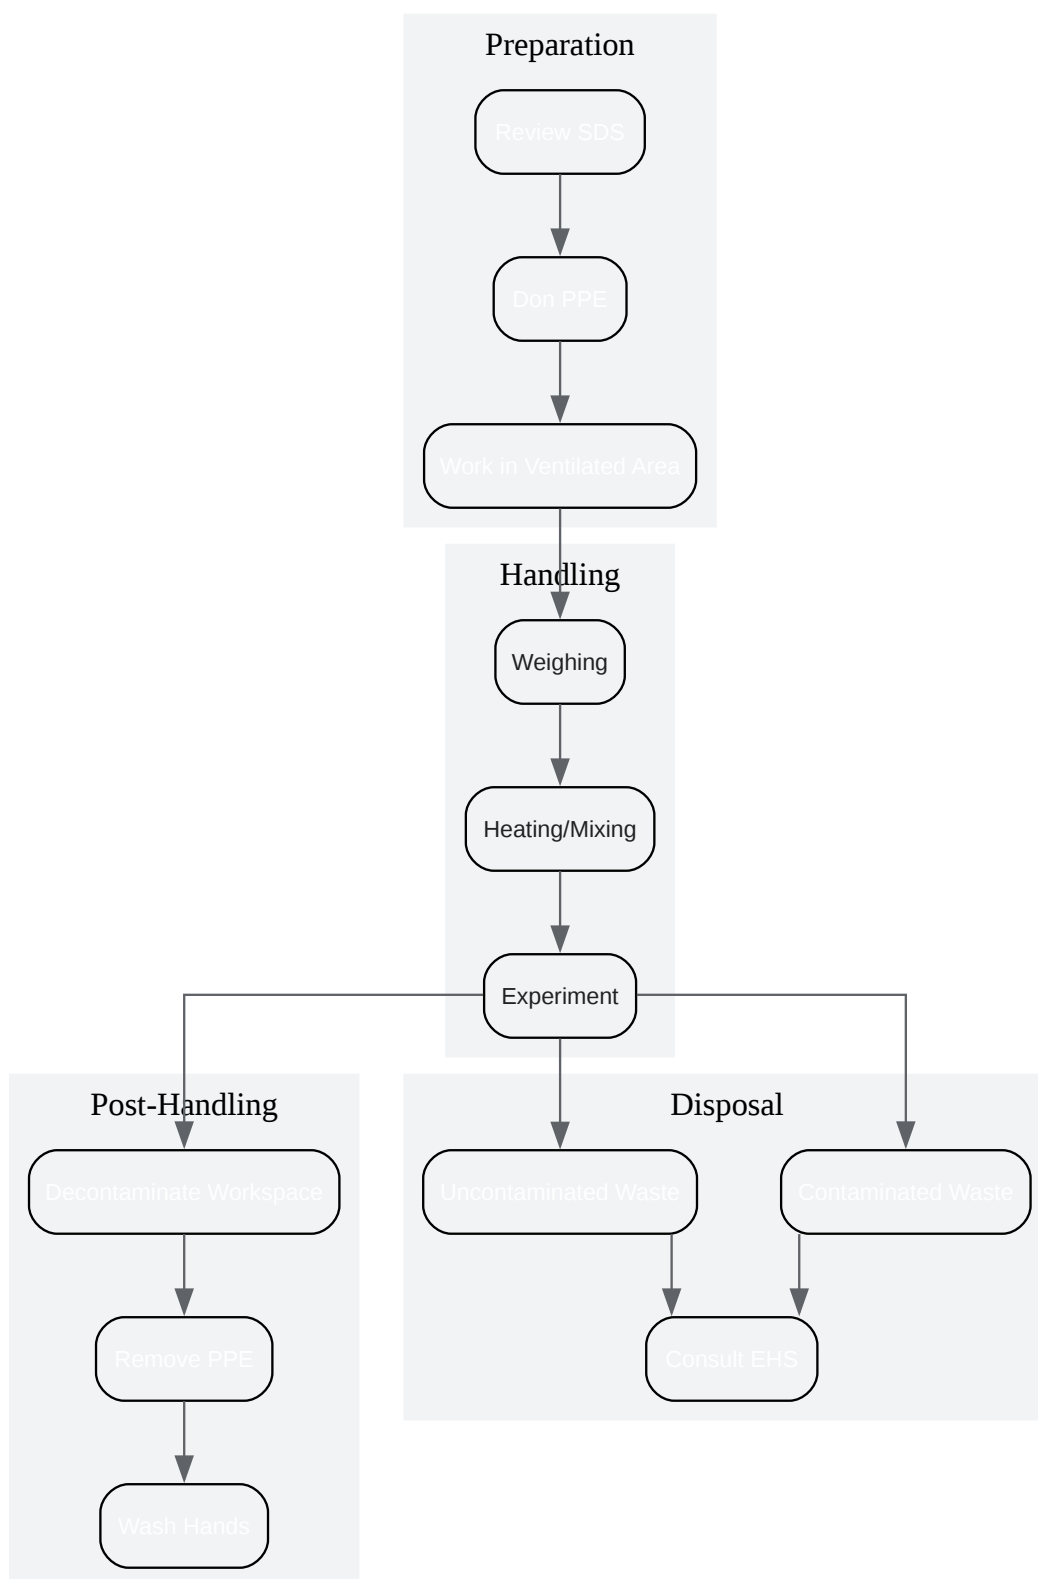 Preparation
Review SDS
Don PPE
Work in Ventilated Area
Handling
Weighing
Heating/Mixing
Experiment
Post-Handling
Decontaminate Workspace
Remove PPE
Wash Hands
Disposal
Uncontaminated Waste
Contaminated Waste
Consult EHS